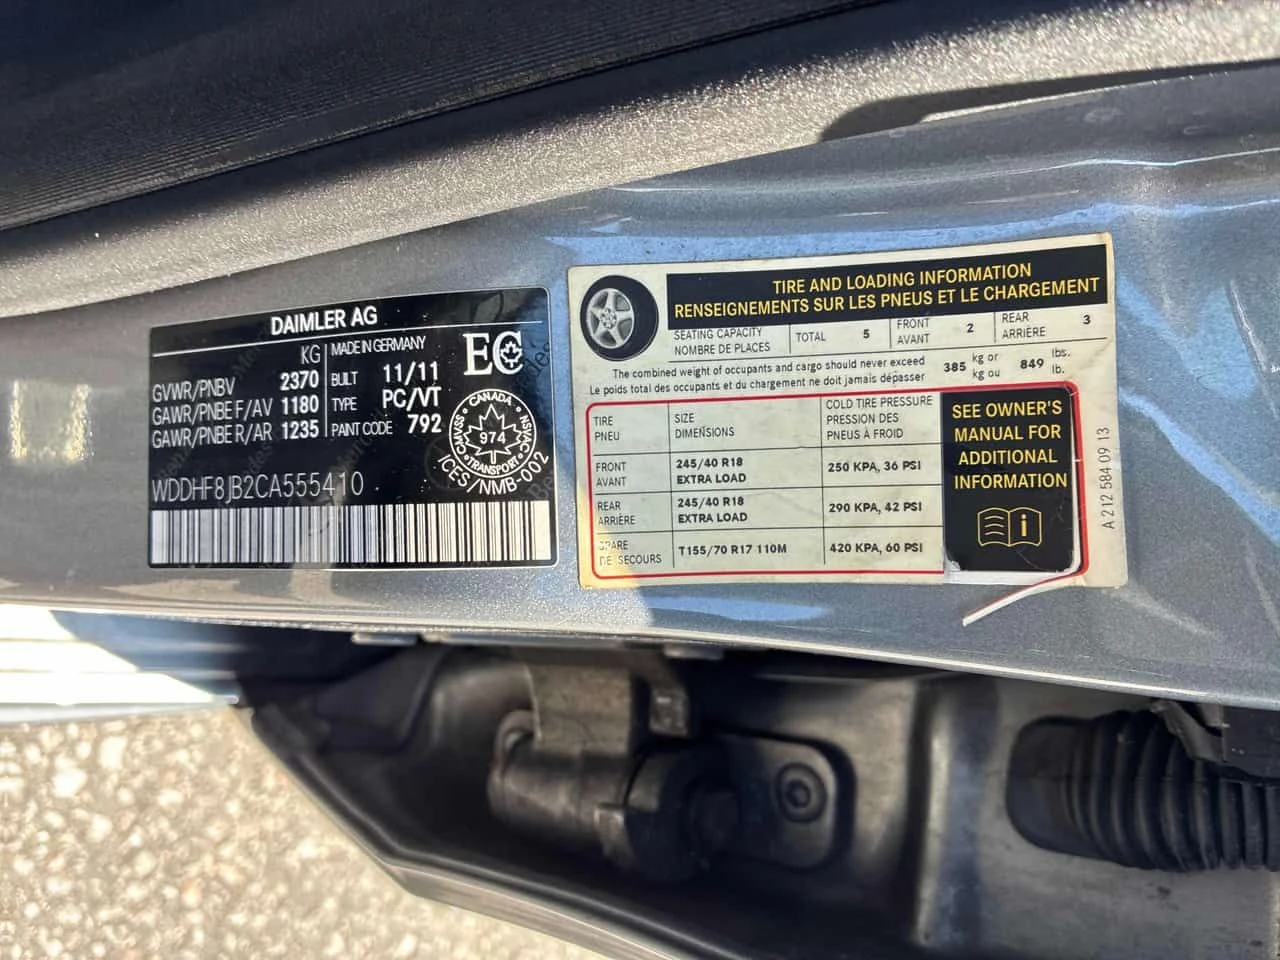 DAIMLER AG
KG
MADE IN GERMANY
EC
GVWR/PNBV 2370
BUILT 11/11
GAWR/PNBE F/AV 1180
TYPE PC/VT
GAWR/PNBE R/AR 1235
PAINT CODE 792
CANADA
CMVSS · NSVAC
974
TRANSPORT
ICES/NMB-002
WDDHF8JB2CA555410
TIRE AND LOADING INFORMATION
RENSEIGNEMENTS SUR LES PNEUS ET LE CHARGEMENT
SEATING CAPACITY
NOMBRE DE PLACES
TOTAL 5
FRONT
AVANT
2
REAR
ARRIÈRE
3
The combined weight of occupants and cargo should never exceed
Le poids total des occupants et du chargement ne doit jamais dépasser
385 kg or
kg ou
849 lbs.
lb.
TIRE
PNEU
SIZE
DIMENSIONS
COLD TIRE PRESSURE
PRESSION DES
PNEUS À FROID
FRONT
AVANT
245/40 R18
EXTRA LOAD
250 KPA, 36 PSI
REAR
ARRIÈRE
245/40 R18
EXTRA LOAD
290 KPA, 42 PSI
SPARE
DE SECOURS
T155/70 R17 110M
420 KPA, 60 PSI
SEE OWNER'S
MANUAL FOR
ADDITIONAL
INFORMATION
A 212 584 09 13